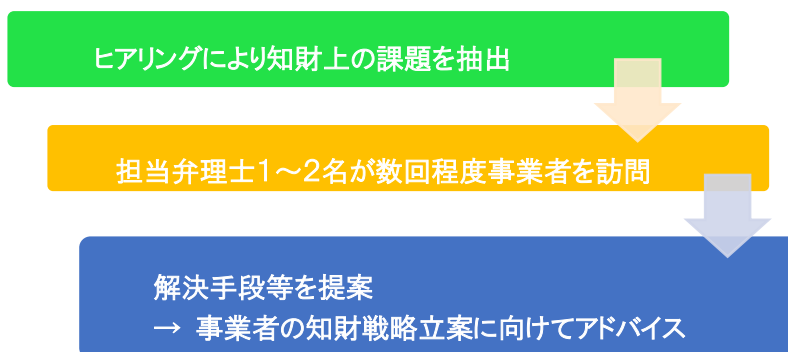 ヒアリングにより知財上の課題を抽出
担当弁理士１～２名が数回程度事業者を訪問
解決手段等を提案
→ 事業者の知財戦略立案に向けてアドバイス